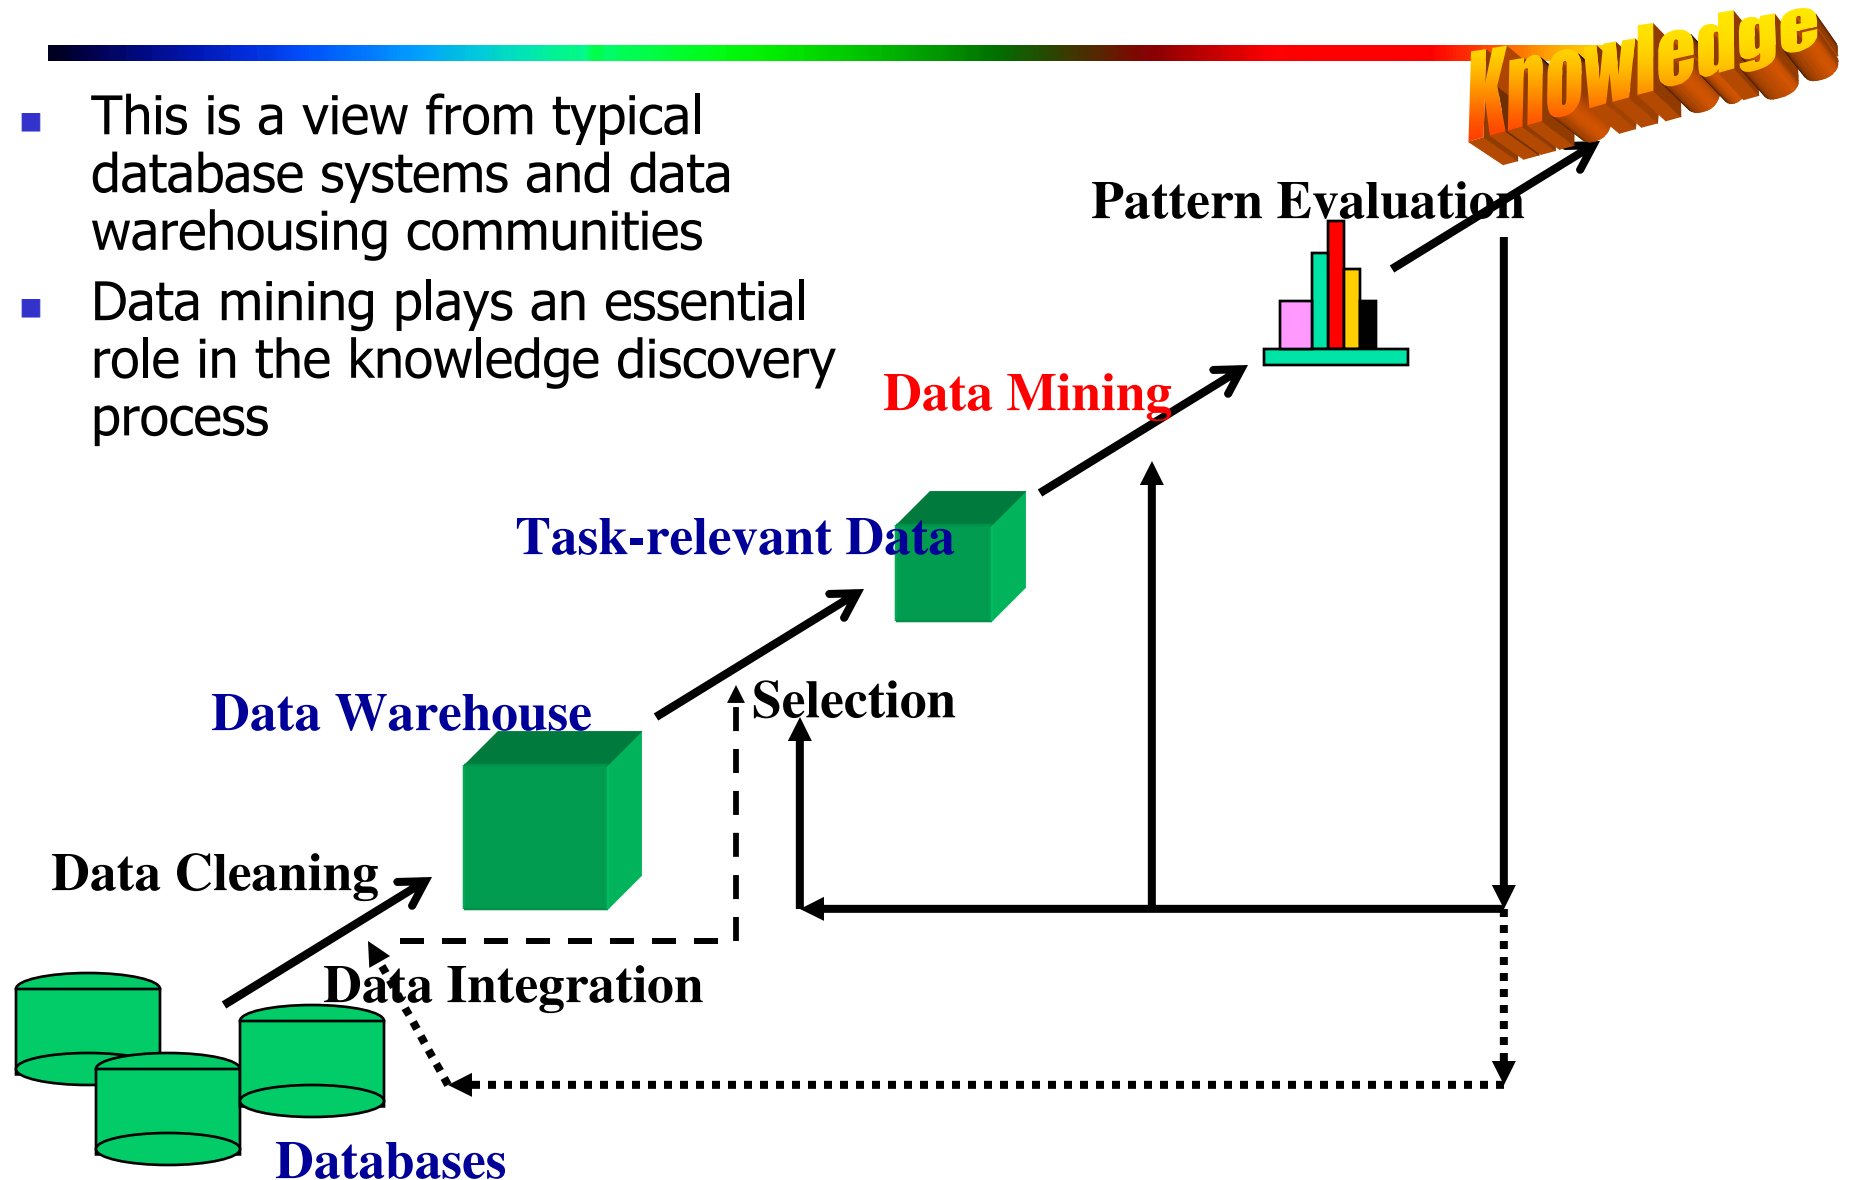 Knowledge
This is a view from typical
database systems and data
warehousing communities
Data mining plays an essential
role in the knowledge discovery
process
Pattern Evaluation
Data Mining
Task-relevant Data
Selection
Data Warehouse
Data Cleaning
Data Integration
Databases